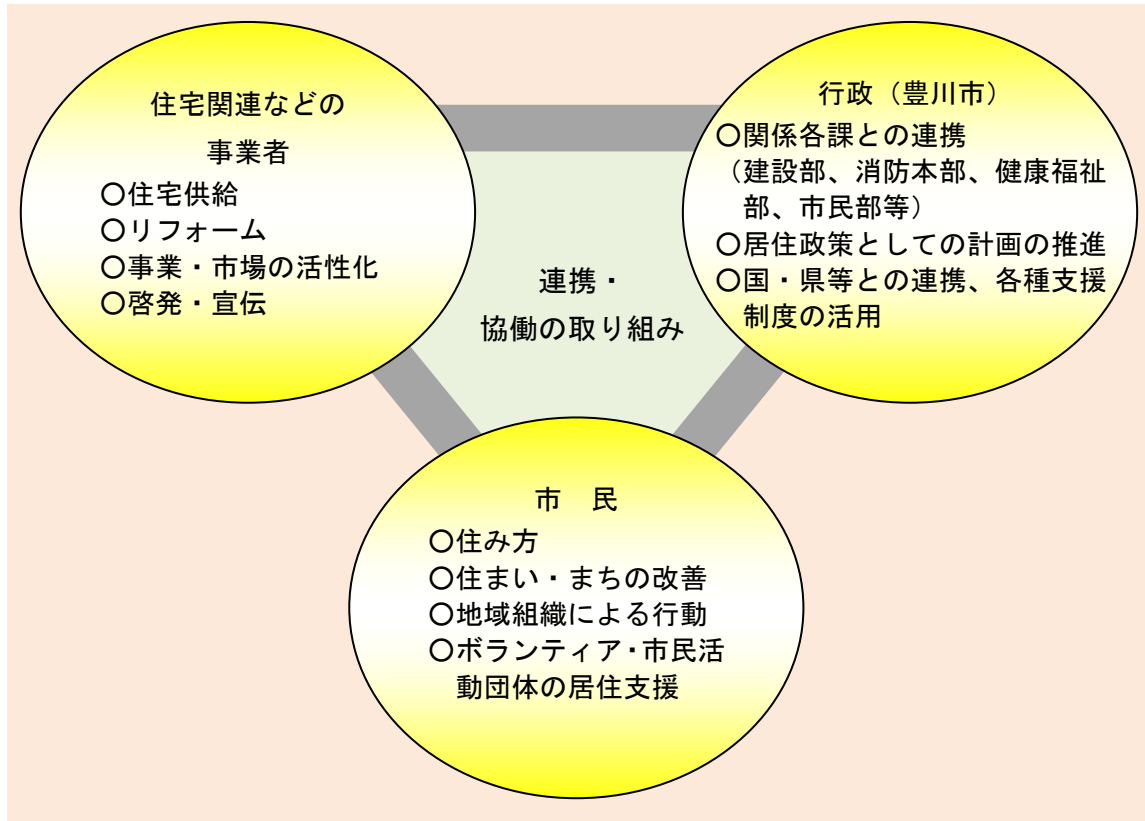 住宅関連などの
事業者
〇住宅供給
〇リフォーム
〇事業・市場の活性化
〇啓発・宣伝
行政（豊川市）
〇関係各課との連携
（建設部、消防本部、健康福祉
部、市民部等）
〇居住政策としての計画の推進
〇国・県等との連携、各種支援
制度の活用
連携・
協働の取り組み
市　民
〇住み方
〇住まい・まちの改善
〇地域組織による行動
〇ボランティア・市民活
動団体の居住支援